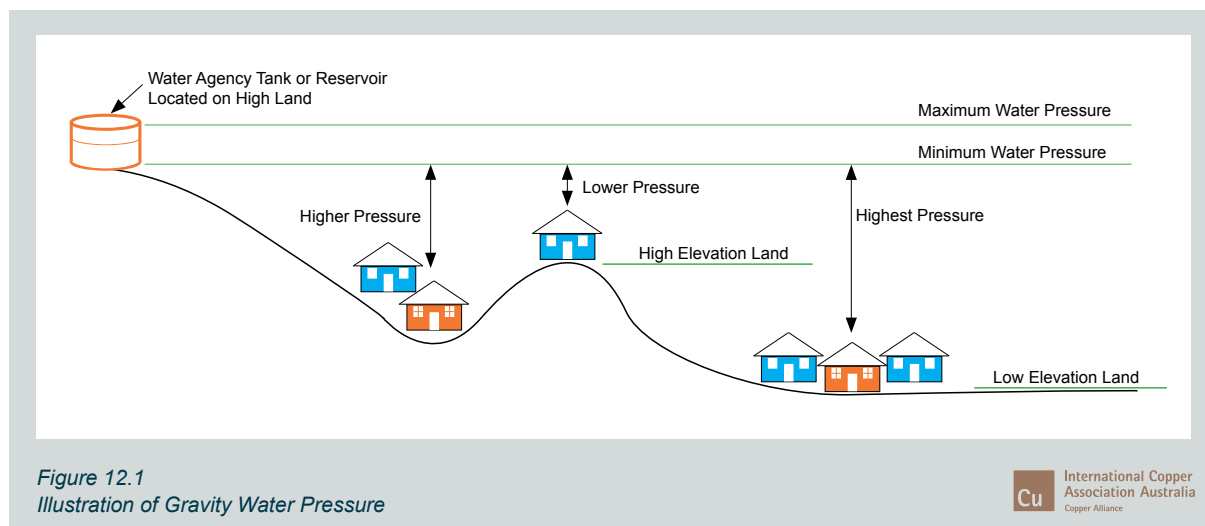 Water Agency Tank or Reservoir
Located on High Land
Maximum Water Pressure
Minimum Water Pressure
Lower Pressure
Higher Pressure
Highest Pressure
High Elevation Land
Low Elevation Land
Figure 12.1
Illustration of Gravity Water Pressure
Cu
International Copper
Association Australia
Copper Alliance